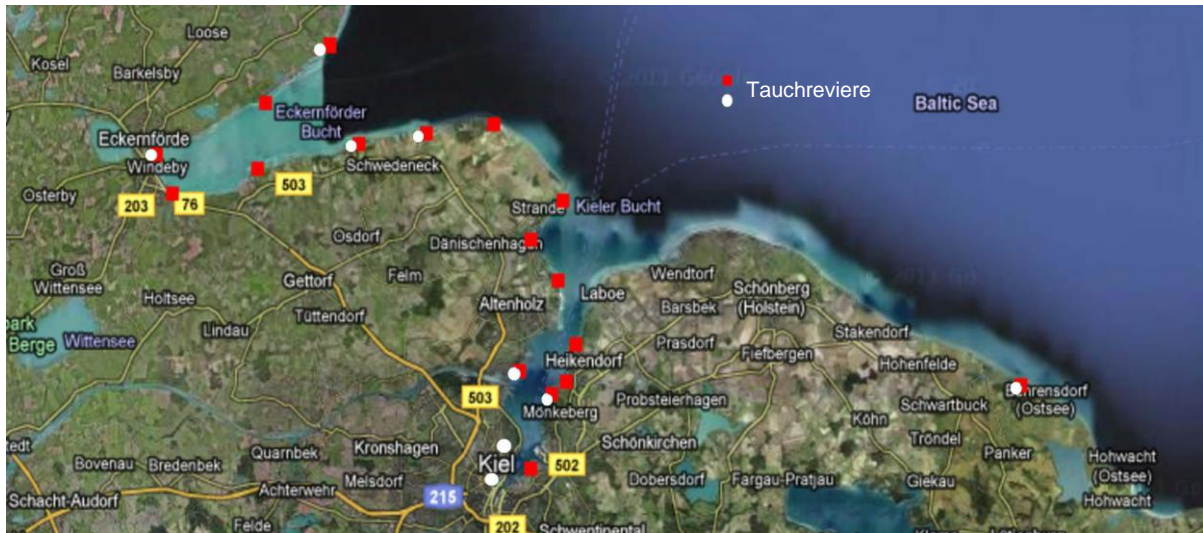 Loose
Kosel
Barkelsby
Tauchreviere
Baltic Sea
Eckernförder
Bucht
Eckernförde
Windeby
Schwedeneck
503
Osterby
203
76
Strande
Kieler Bucht
Osdorf
Dänischenhagen
Groß
Wittensee
Gettorf
Felm
Wendtorf
Holtsee
Altenholz
Laboe
Schönberg
(Holstein)
Barsbek
Tüttendorf
park
Berge
Wittensee
Lindau
Stakendorf
Prasdorf
Heikendorf
Fiefbergen
Hohenfelde
503
Mönkeberg
Probsteierhagen
Schwartbuck
(Ostsee)
Köhn
Kronshagen
Schönkirchen
Tröndel
Quarnbek
Kiel
Panker
Bovenau
Bredenbek
502
Hohwacht
(Ostsee)
Achterwehr
Melsdorf
Dobersdorf
Fargau-Pratjau
Giekau
Schacht-Audorf
215
Hohwacht
Felde
202
Schwentinental